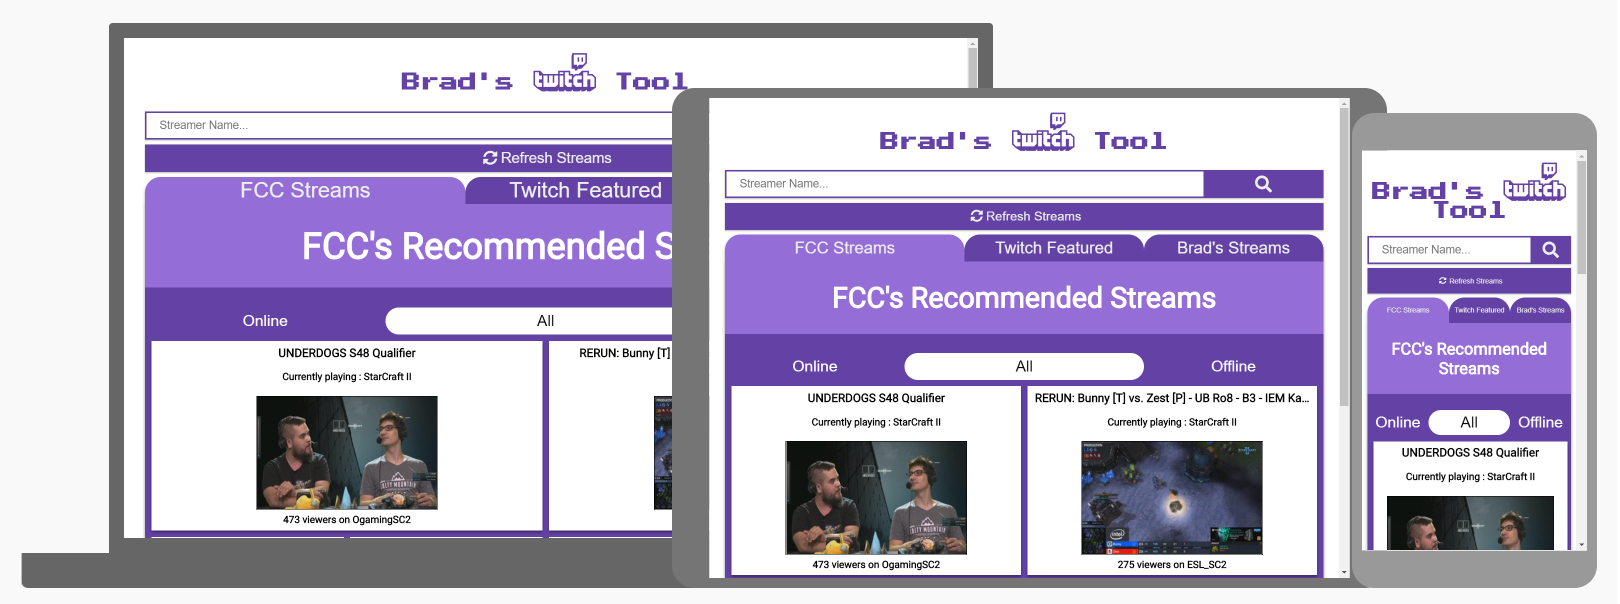 Brad's twitch Tool
Streamer Name...
Refresh Streams
FCC Streams Twitch Featured
FCC's Recommended S
Online All
UNDERDOGS S48 Qualifier
Currently playing : StarCraft II
473 viewers on OgamingSC2
RERUN: Bunny [T]
Brad's twitch Tool
Streamer Name...
Refresh Streams
FCC Streams Twitch Featured Brad's Streams
FCC's Recommended Streams
Online All Offline
UNDERDOGS S48 Qualifier
Currently playing : StarCraft II
473 viewers on OgamingSC2
RERUN: Bunny [T] vs. Zest [P] - UB Ro8 - B3 - IEM Ka...
Currently playing : StarCraft II
intel
275 viewers on ESL_SC2
Brad's twitch
Tool
Streamer Name...
Refresh Streams
FCC Streams Twitch Featured Brad's Streams
FCC's Recommended
Streams
Online All Offline
UNDERDOGS S48 Qualifier
Currently playing : StarCraft II